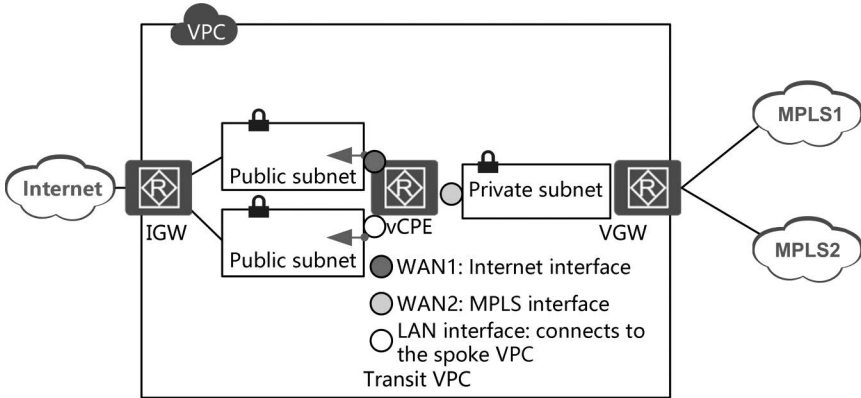 VPC
MPLS1
Public subnet
Private subnet
Internet
R
R
R
IGW
vCPE
VGW
Public subnet
MPLS2
WAN1: Internet interface
WAN2: MPLS interface
LAN interface: connects to
the spoke VPC
Transit VPC